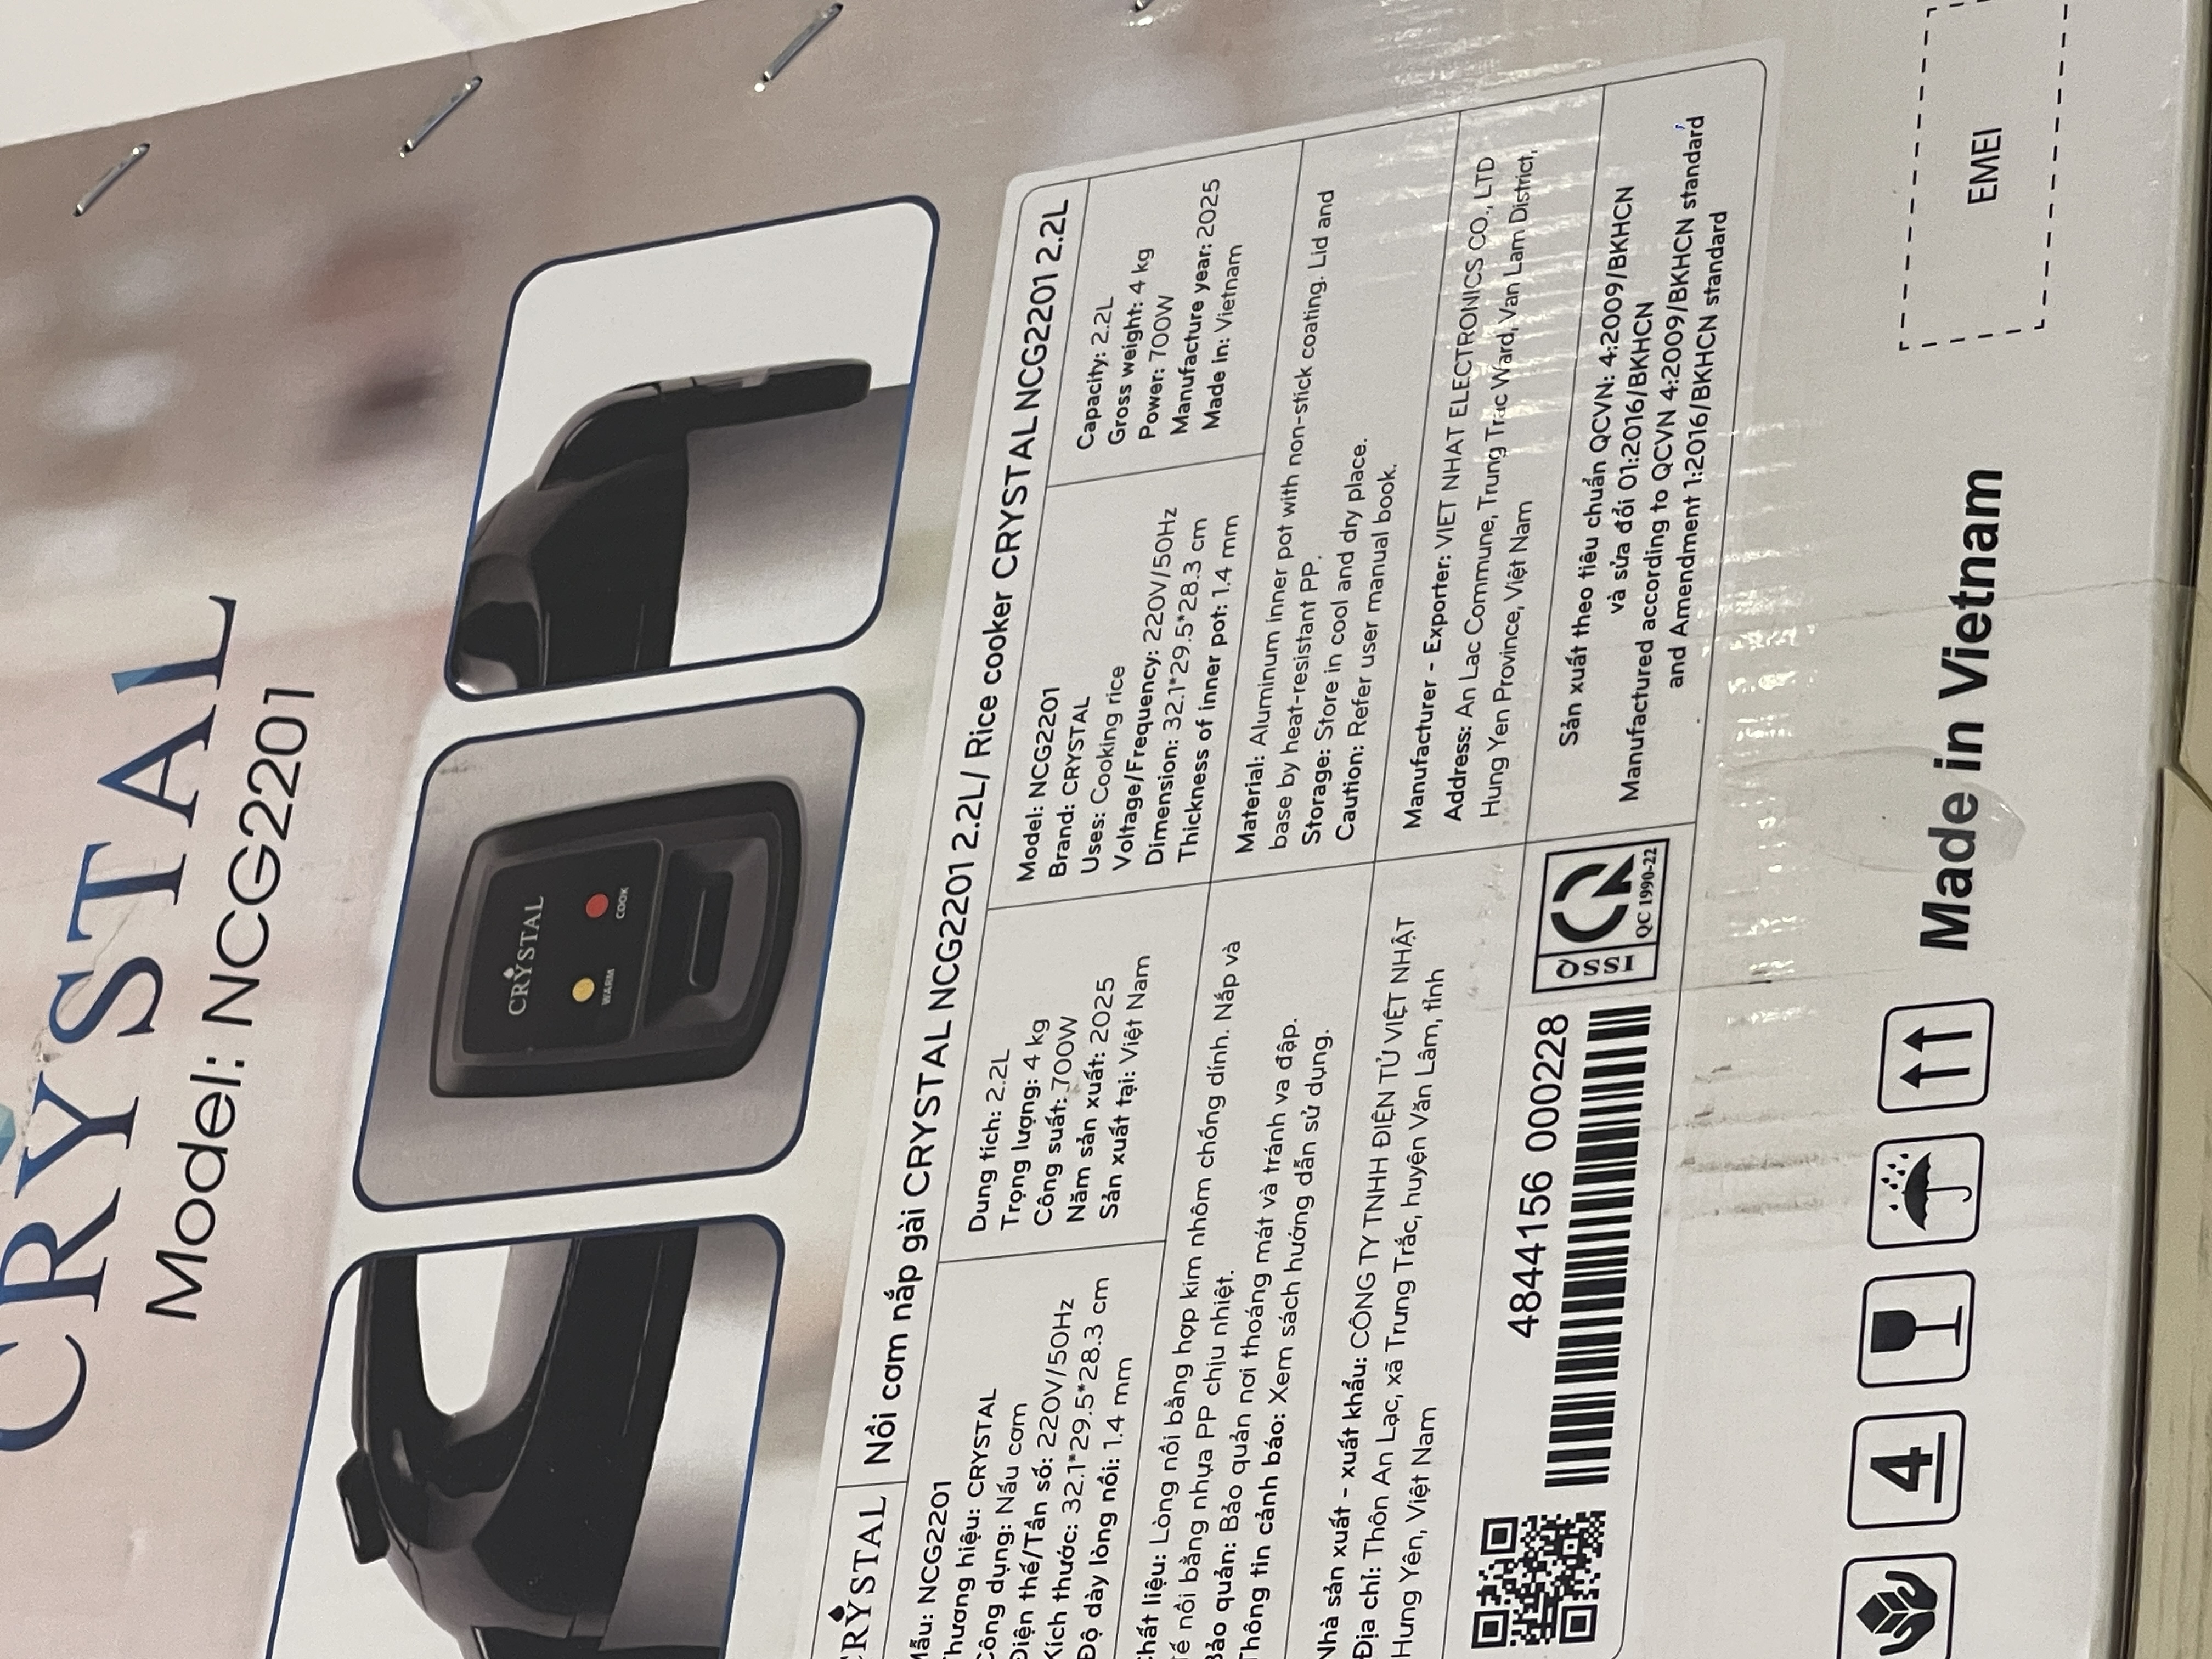 CRYSTAL
Model: NCG2201
CRYSTAL
WARM
COOK
CRYSTAL
Nồi cơm nắp gài CRYSTAL NCG2201 2.2L/ Rice cooker CRYSTAL NCG2201 2.2L
Mẫu: NCG2201
Thương hiệu: CRYSTAL
Công dụng: Nấu cơm
Điện thế/Tần số: 220V/50Hz
Kích thước: 32.1*29.5*28.3 cm
Độ dày lòng nồi: 1.4 mm
Dung tích: 2.2L
Trọng lượng: 4 kg
Công suất: 700W
Năm sản xuất: 2025
Sản xuất tại: Việt Nam
Model: NCG2201
Brand: CRYSTAL
Uses: Cooking rice
Voltage/Frequency: 220V/50Hz
Dimension: 32.1*29.5*28.3 cm
Thickness of inner pot: 1.4 mm
Capacity: 2.2L
Gross weight: 4 kg
Power: 700W
Manufacture year: 2025
Made in: Vietnam
Chất liệu: Lòng nồi bằng hợp kim nhôm chống dính. Nắp và
đế nồi bằng nhựa PP chịu nhiệt.
Bảo quản: Bảo quản nơi thoáng mát và tránh va đập.
Thông tin cảnh báo: Xem sách hướng dẫn sử dụng.
Material: Aluminum inner pot with non-stick coating. Lid and
base by heat-resistant PP.
Storage: Store in cool and dry place.
Caution: Refer user manual book.
Nhà sản xuất - xuất khẩu: CÔNG TY TNHH ĐIỆN TỬ VIỆT NHẬT
Địa chỉ: Thôn An Lạc, xã Trưng Trắc, huyện Văn Lâm, tỉnh
Hưng Yên, Việt Nam
Manufacturer - Exporter: VIET NHAT ELECTRONICS CO., LTD
Address: An Lac Commune, Trung Trac Ward, Van Lam District,
Hung Yen Province, Việt Nam
4844156 000228
ISSQ
QC 1990-22
Sản xuất theo tiêu chuẩn QCVN: 4:2009/BKHCN
và sửa đổi 01:2016/BKHCN
Manufactured according to QCVN 4:2009/BKHCN standard
and Amendment 1:2016/BKHCN standard
4
Made in Vietnam
EMEI